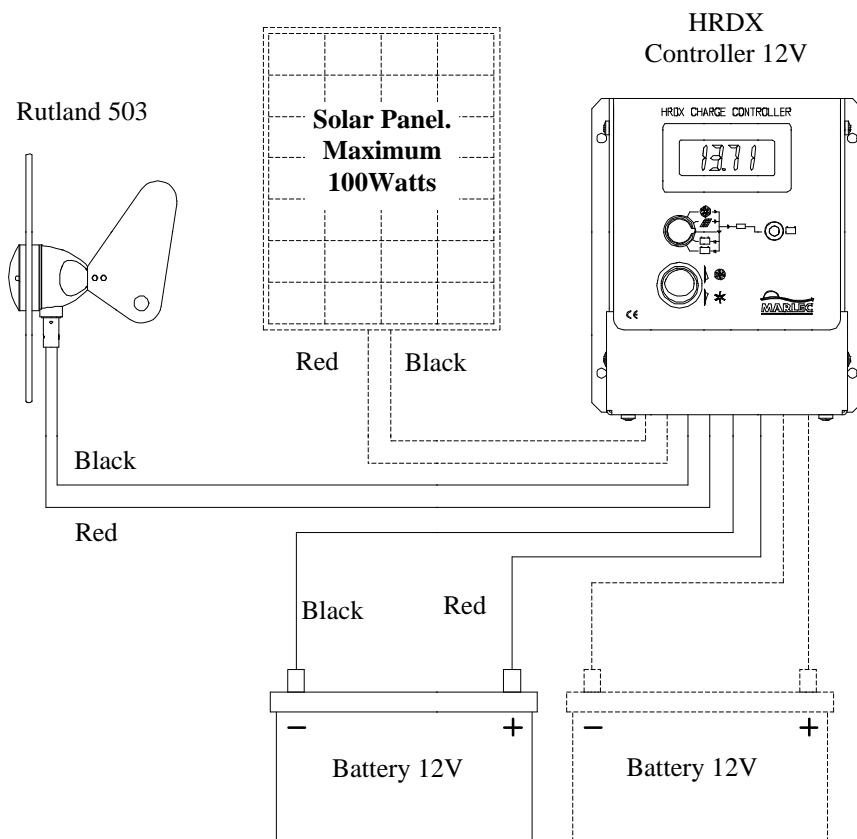 HRDX
Controller 12V
Rutland 503
Solar Panel.
Maximum
100Watts
HRDX CHARGE CONTROLLER
13.71
CE
MARLEC
Red
Black
Black
Red
Black
Red
− +
− +
Battery 12V
Battery 12V